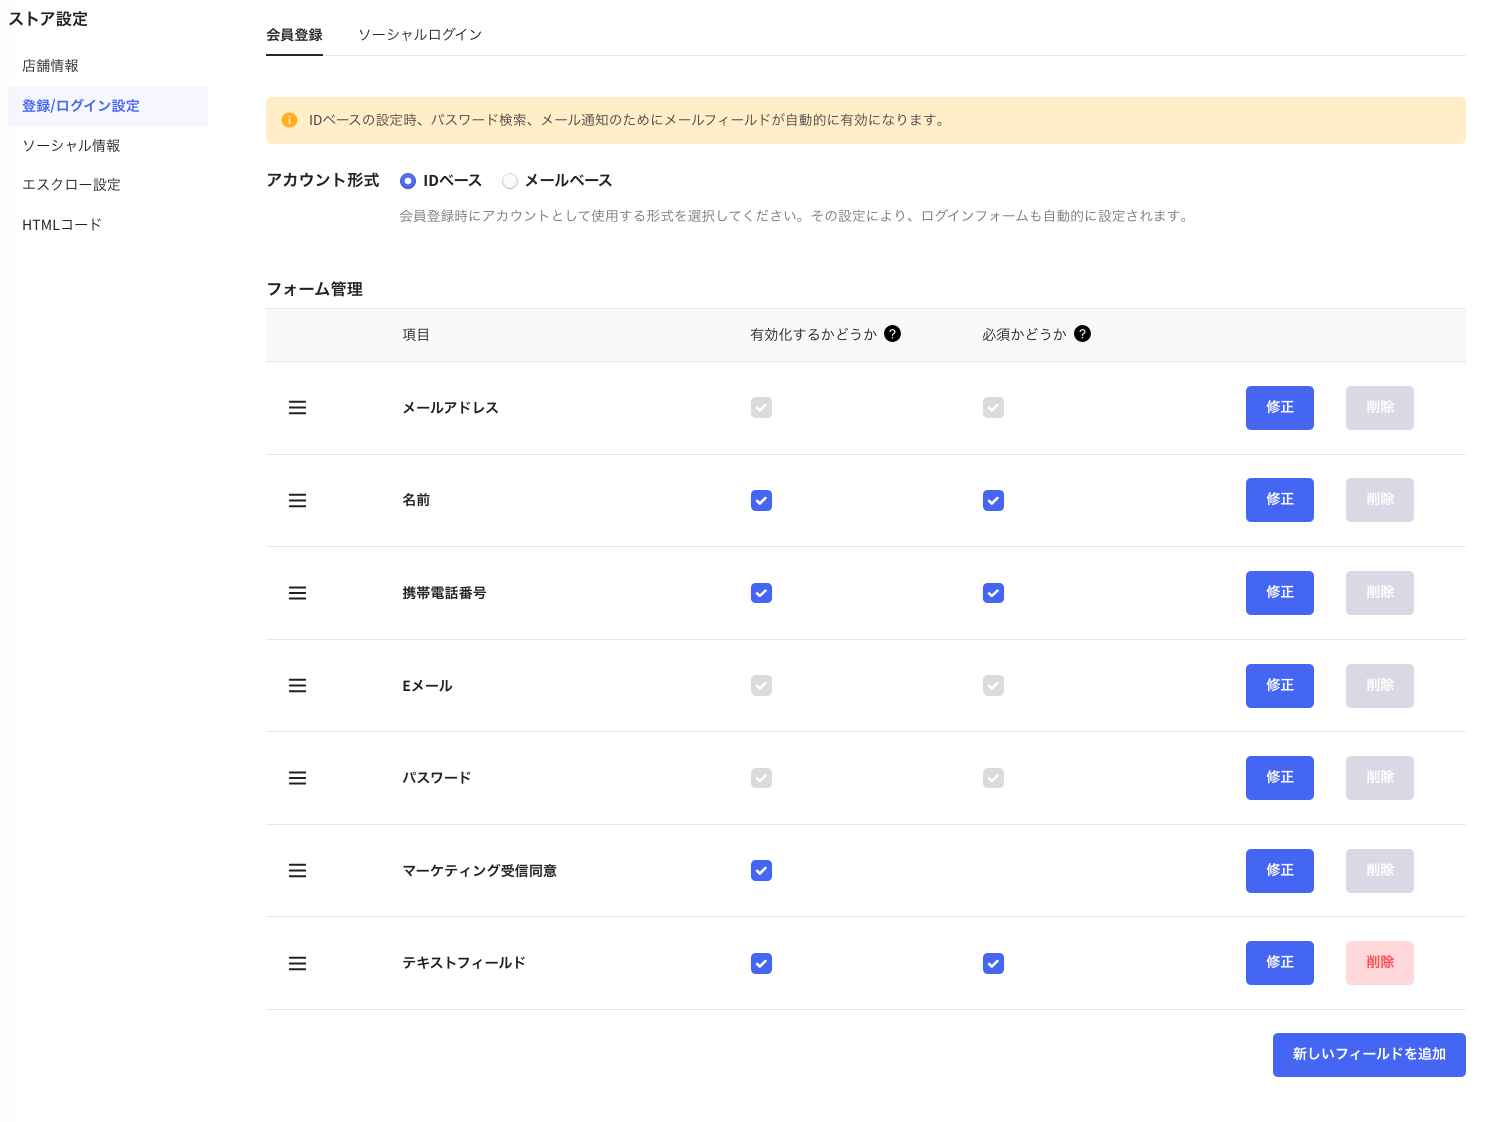 ストア設定
店舗情報
登録/ログイン設定
ソーシャル情報
エスクロー設定
HTMLコード
会員登録 ソーシャルログイン
IDベースの設定時、パスワード検索、メール通知のためにメールフィールドが自動的に有効になります。
アカウント形式 IDベース メールベース
会員登録時にアカウントとして使用する形式を選択してください。その設定により、ログインフォームも自動的に設定されます。
フォーム管理
項目 有効化するかどうか ? 必須かどうか ?
メールアドレス 修正 削除
名前 修正 削除
携帯電話番号 修正 削除
Eメール 修正 削除
パスワード 修正 削除
マーケティング受信同意 修正 削除
テキストフィールド 修正 削除
新しいフィールドを追加